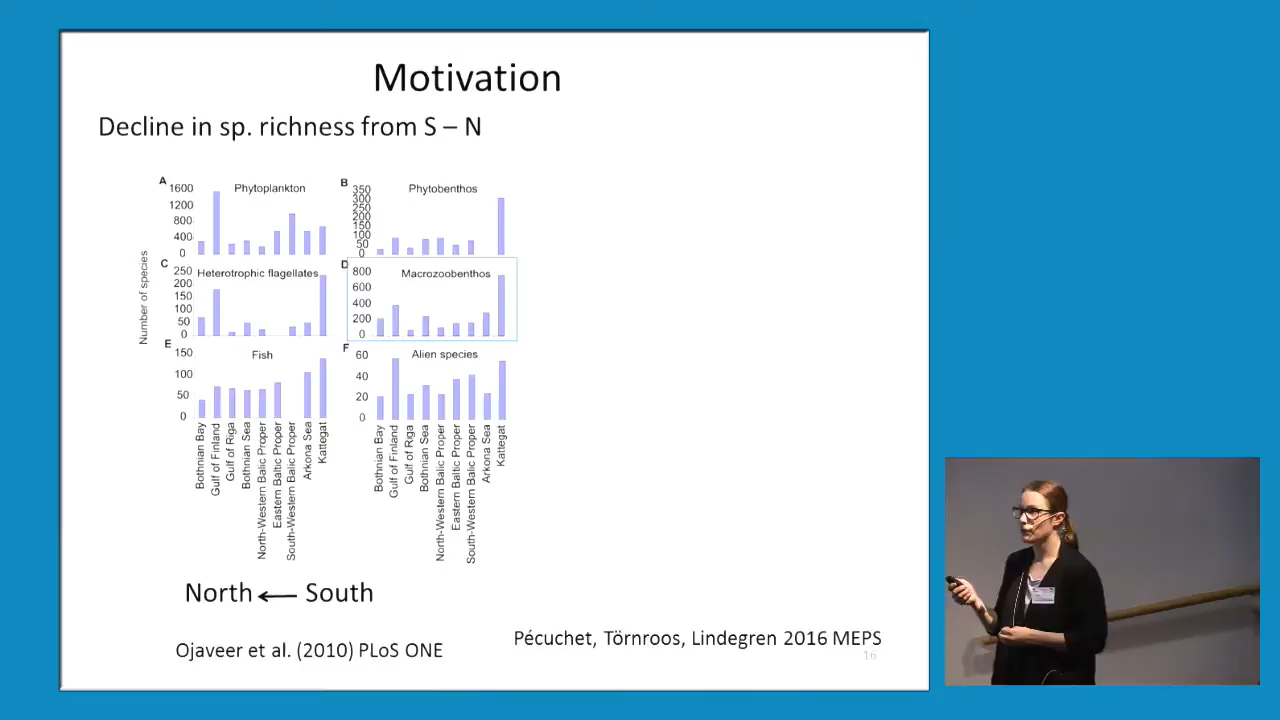 Motivation
Decline in sp. richness from S – N
A
Phytoplankton
1600
1200
800
400
0
B
Phytobenthos
350
300
250
200
150
100
50
0
C
Heterotrophic flagellates
250
200
150
100
50
0
D
Macrozoobenthos
800
600
400
200
0
E
Fish
150
100
50
0
F
Alien species
60
40
20
0
Number of species
Bothnian Bay
Gulf of Finland
Gulf of Riga
Bothnian Sea
North-Western Balic Proper
Eastern Baltic Proper
South-Western Balic Proper
Arkona Sea
Kattegat
Bothnian Bay
Gulf of Finland
Gulf of Riga
Bothnian Sea
North-Western Balic Proper
Eastern Baltic Proper
South-Western Balic Proper
Arkona Sea
Kattegat
North ← South
Ojaveer et al. (2010) PLoS ONE
Pécuchet, Törnroos, Lindegren 2016 MEPS
16